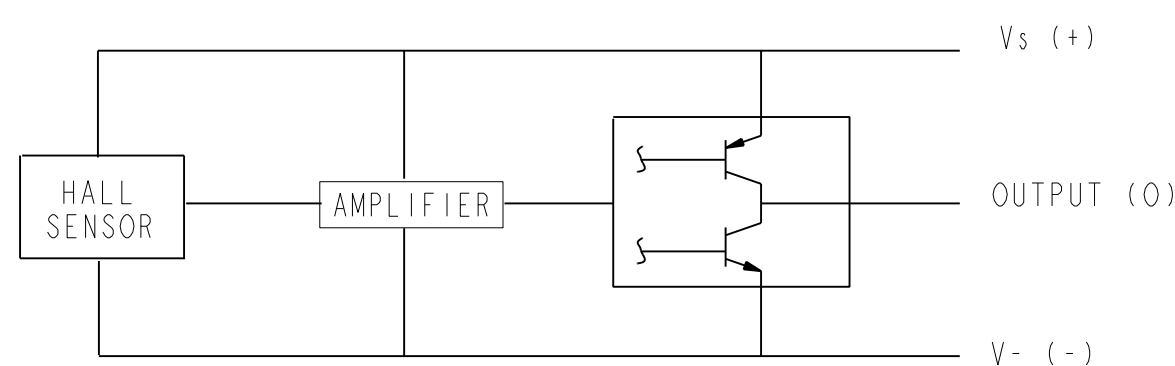 Vs (+)
HALL
SENSOR
AMPLIFIER
OUTPUT (O)
V- (-)